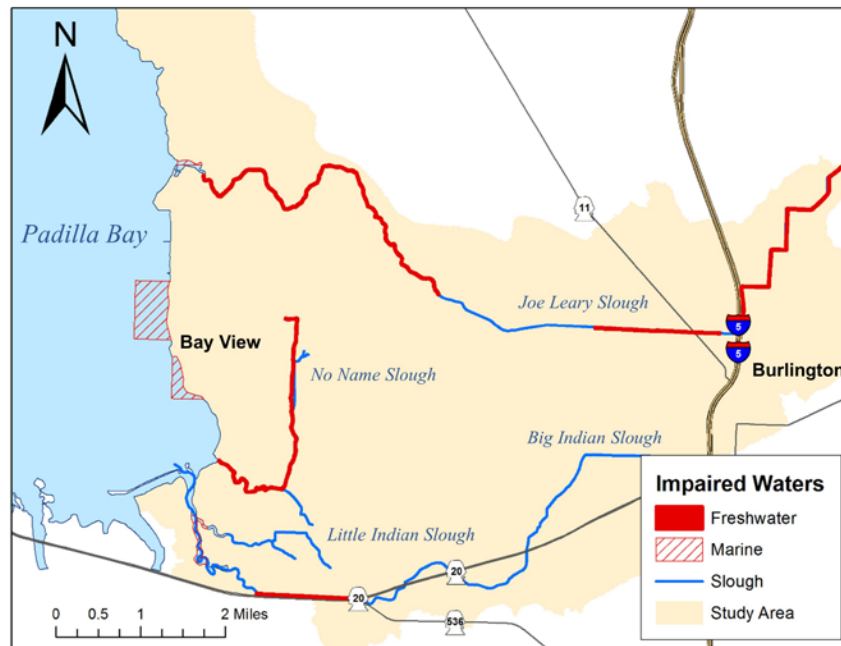 N
11
Padilla Bay
Joe Leary Slough
5
5
Bay View
Burlington
No Name Slough
Big Indian Slough
Impaired Waters
Freshwater
Marine
Slough
Study Area
Little Indian Slough
20
20
536
0 0.5 1 2 Miles